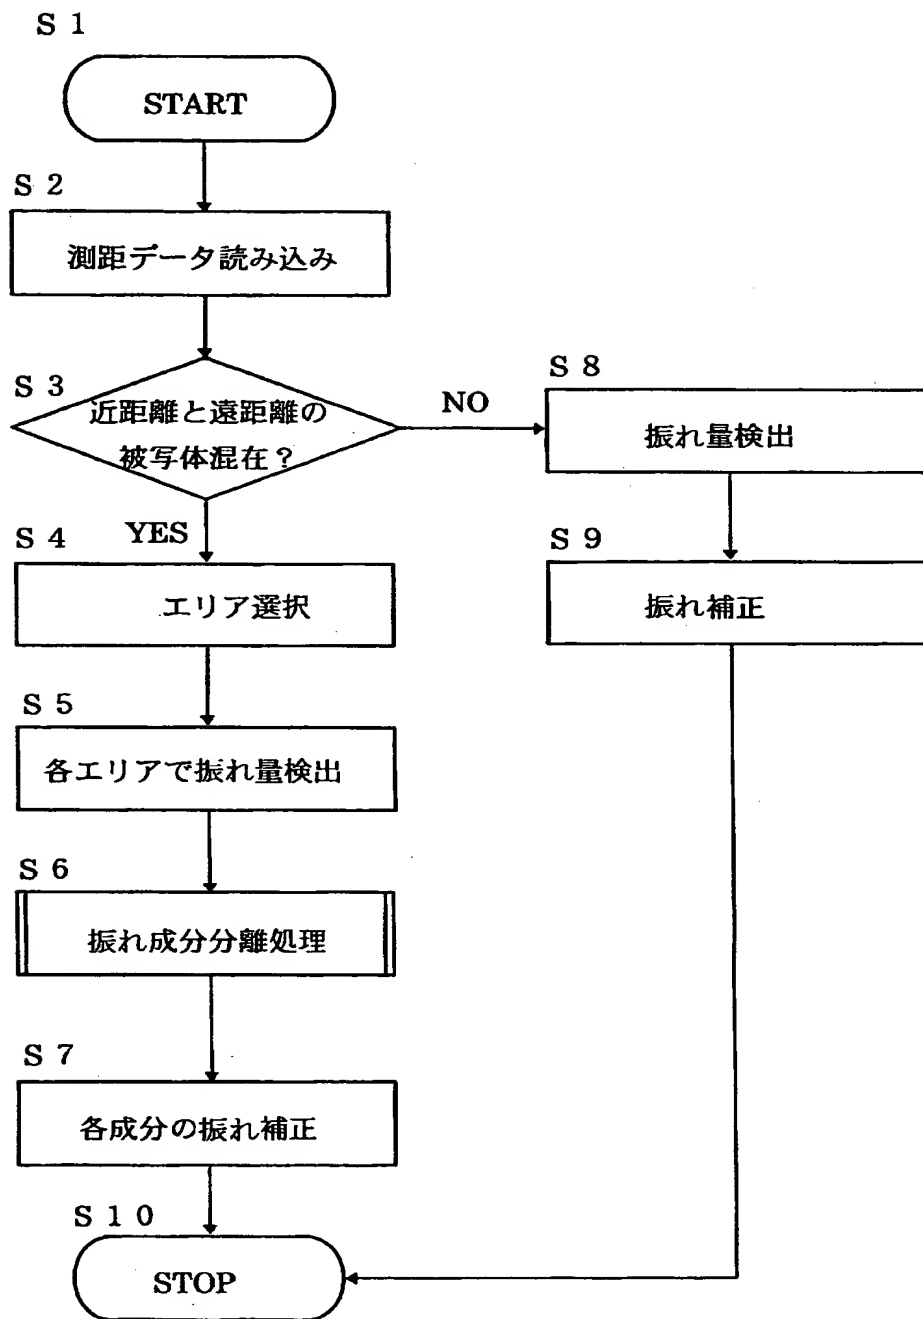 S 1
START
S 2
測距データ読み込み
S 3
近距離と遠距離の
被写体混在？
NO
YES
S 4
エリア選択
S 5
各エリアで振れ量検出
S 6
振れ成分分離処理
S 7
各成分の振れ補正
S 8
振れ量検出
S 9
振れ補正
S 1 0
STOP